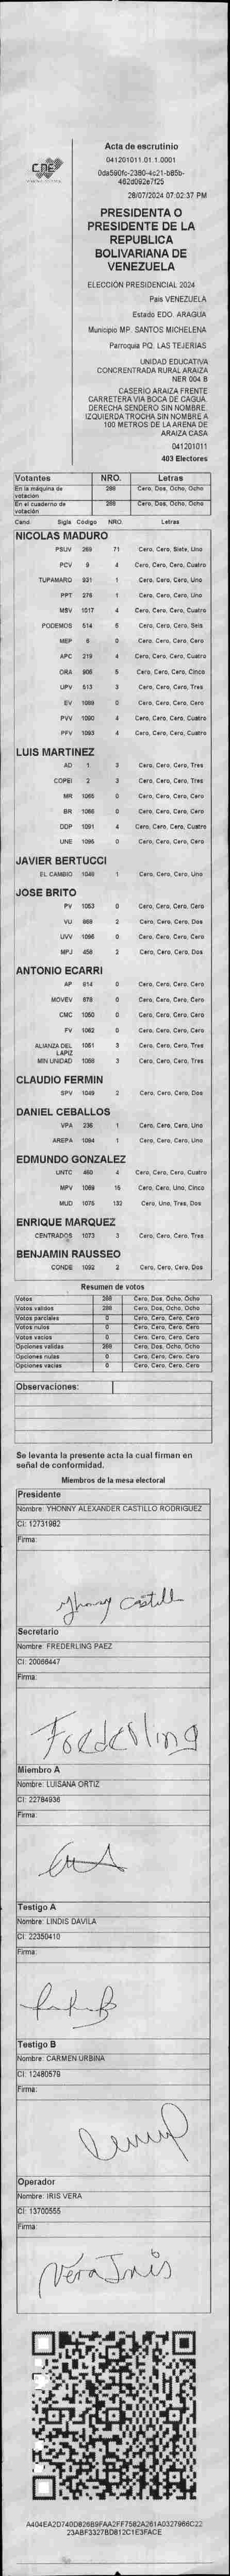 CNE
Acta de escrutinio
041201011.01.1.0001
28/07/2024 07:02:37 PM
PRESIDENTA O
PRESIDENTE DE LA
REPUBLICA
BOLIVARIANA DE
VENEZUELA
ELECCIÓN PRESIDENCIAL 2024
País VENEZUELA
Estado EDO. ARAGUA
Municipio MP. SANTOS MICHELENA
Parroquia PQ. LAS TEJERIAS
UNIDAD EDUCATIVA
CONCRENTRADA RURAL ARAIZA
NER 004 B
CASERIO ARAIZA FRENTE
CARRETERA VIA BOCA DE CAGUA.
DERECHA SENDERO SIN NOMBRE.
IZQUIERDA TROCHA SIN NOMBRE A
100 METROS DE LA ARENA DE
ARAIZA CASA
041201011
403 Electores
Votantes NRO. Letras
En la máquina de votación 288 Cero, Dos, Ocho, Ocho
En el cuaderno de votación 288 Cero, Dos, Ocho, Ocho
Cand. Sigla Codigo NRO. Letras
NICOLAS MADURO
PSUV 269 71 Cero, Cero, Siete, Uno
PCV 9 4 Cero, Cero, Cero, Cuatro
TUPAMARO 931 1 Cero, Cero, Cero, Uno
PPT 276 1 Cero, Cero, Cero, Uno
MSV 1017 4 Cero, Cero, Cero, Cuatro
PODEMOS 514 6 Cero, Cero, Cero, Seis
MEP 6 0 Cero, Cero, Cero, Cero
APC 219 4 Cero, Cero, Cero, Cuatro
ORA 906 5 Cero, Cero, Cero, Cinco
UPV 513 3 Cero, Cero, Cero, Tres
EV 1089 0 Cero, Cero, Cero, Cero
PVV 1090 4 Cero, Cero, Cero, Cuatro
PFV 1093 4 Cero, Cero, Cero, Cuatro
LUIS MARTINEZ
AD 1 3 Cero, Cero, Cero, Tres
COPEI 2 3 Cero, Cero, Cero, Tres
MR 1065 0 Cero, Cero, Cero, Cero
BR 1086 0 Cero, Cero, Cero, Cero
DDP 1091 4 Cero, Cero, Cero, Cuatro
UNE 1095 0 Cero, Cero, Cero, Cero
JAVIER BERTUCCI
EL CAMBIO 1048 1 Cero, Cero, Cero, Uno
JOSE BRITO
PV 1053 0 Cero, Cero, Cero, Cero
VU 868 2 Cero, Cero, Cero, Dos
UVV 1096 0 Cero, Cero, Cero, Cero
MPJ 458 2 Cero, Cero, Cero, Dos
ANTONIO ECARRI
AP 814 0 Cero, Cero, Cero, Cero
MOVEV 878 0 Cero, Cero, Cero, Cero
CMC 1050 0 Cero, Cero, Cero, Cero
FV 1062 0 Cero, Cero, Cero, Cero
ALIANZA DEL LAPIZ 1051 3 Cero, Cero, Cero, Tres
MIN UNIDAD 1068 3 Cero, Cero, Cero, Tres
CLAUDIO FERMIN
SPV 1049 2 Cero, Cero, Cero, Dos
DANIEL CEBALLOS
VPA 236 1 Cero, Cero, Cero, Uno
AREPA 1094 1 Cero, Cero, Cero, Uno
EDMUNDO GONZALEZ
UNTC 460 4 Cero, Cero, Cero, Cuatro
MPV 1069 15 Cero, Cero, Uno, Cinco
MUD 1075 132 Cero, Uno, Tres, Dos
ENRIQUE MARQUEZ
CENTRADOS 1073 3 Cero, Cero, Cero, Tres
BENJAMIN RAUSSEO
CONDE 1092 2 Cero, Cero, Cero, Dos
Resumen de votos
Votos 288 Cero, Dos, Ocho, Ocho
Votos validos 288 Cero, Dos, Ocho, Ocho
Votos parciales 0 Cero, Cero, Cero, Cero
Votos nulos 0 Cero, Cero, Cero, Cero
Votos vacios 0 Cero, Cero, Cero, Cero
Opciones validas 288 Cero, Dos, Ocho, Ocho
Opciones nulas 0 Cero, Cero, Cero, Cero
Opciones vacias 0 Cero, Cero, Cero, Cero
Observaciones:
Se levanta la presente acta la cual firman en
señal de conformidad.
Miembros de la mesa electoral
Presidente
Nombre: YHONNY ALEXANDER CASTILLO RODRIGUEZ
CI: 12731982
Firma:
Yhonny Castillo
Secretario
Nombre: FREDERLING PAEZ
CI: 20066447
Firma:
Miembro A
Nombre: LUISANA ORTIZ
CI: 22784936
Firma:
Testigo A
Nombre: LINDIS DAVILA
CI: 22350410
Firma:
Testigo B
Nombre: CARMEN URBINA
CI: 12480579
Firma:
Operador
Nombre: IRIS VERA
CI: 13700555
Firma:
Vera Iris